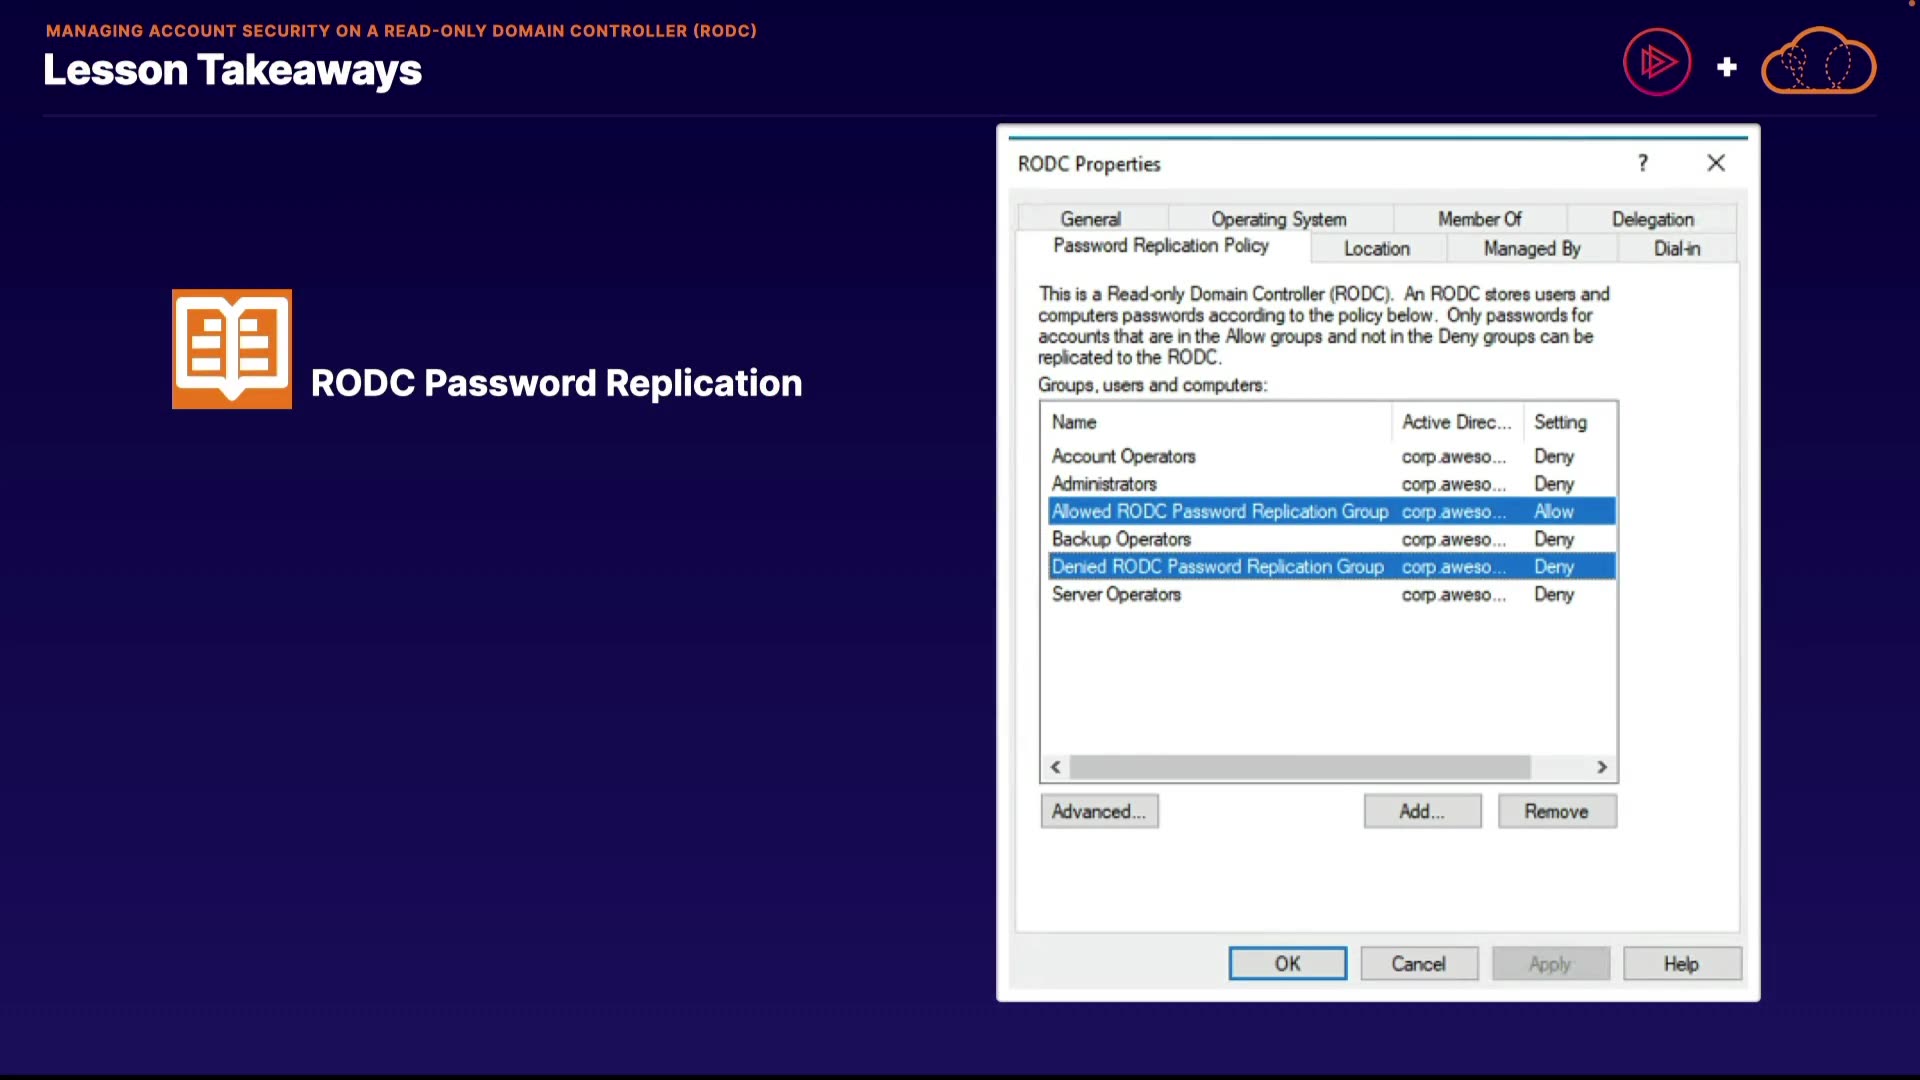 MANAGING ACCOUNT SECURITY ON A READ-ONLY DOMAIN CONTROLLER (RODC)
Lesson Takeaways
RODC Password Replication
RODC Properties
General Operating System Member Of Delegation
Password Replication Policy Location Managed By Dial-in
This is a Read-only Domain Controller (RODC). An RODC stores users and
computers passwords according to the policy below. Only passwords for
accounts that are in the Allow groups and not in the Deny groups can be
replicated to the RODC.
Groups, users and computers:
Name Active Direc... Setting
Account Operators corp.aweso... Deny
Administrators corp.aweso... Deny
Allowed RODC Password Replication Group corp.aweso... Allow
Backup Operators corp.aweso... Deny
Denied RODC Password Replication Group corp.aweso... Deny
Server Operators corp.aweso... Deny
Advanced... Add... Remove
OK Cancel Apply Help